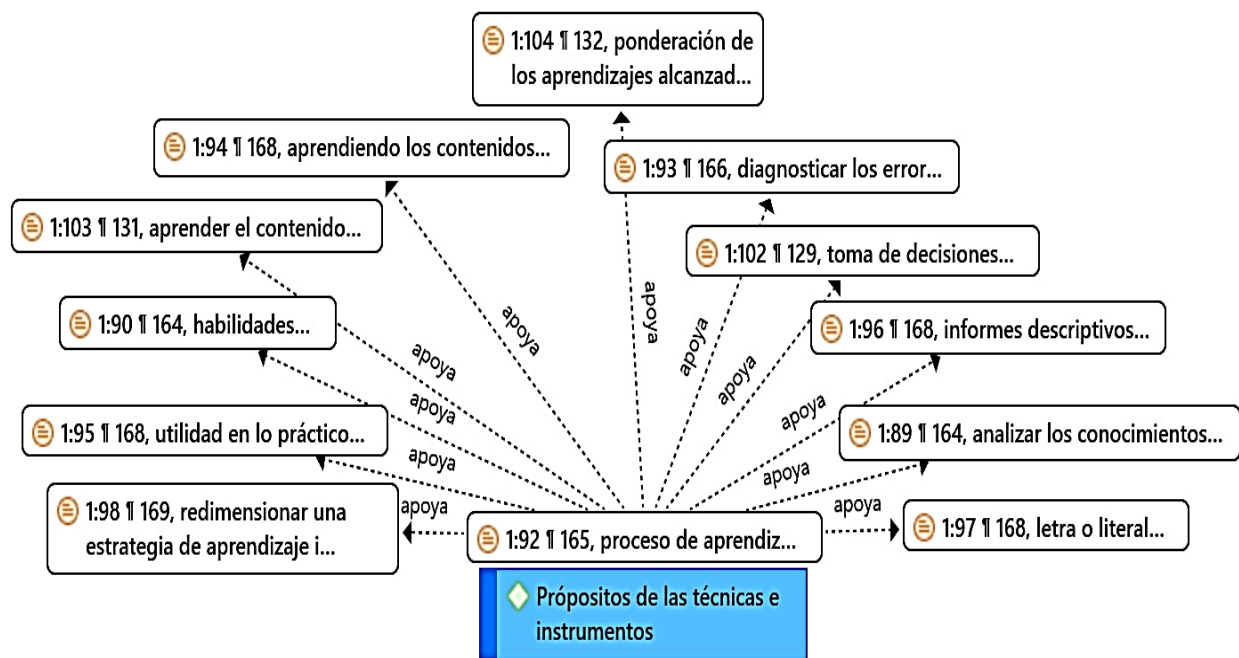 1:104 ¶ 132, ponderación de
los aprendizajes alcanzad...
1:94 ¶ 168, aprendiendo los contenidos...
1:93 ¶ 166, diagnosticar los error...
1:103 ¶ 131, aprender el contenido...
1:102 ¶ 129, toma de decisiones...
1:90 ¶ 164, habilidades...
1:96 ¶ 168, informes descriptivos...
1:95 ¶ 168, utilidad en lo práctico...
1:89 ¶ 164, analizar los conocimientos...
1:98 ¶ 169, redimensionar una
estrategia de aprendizaje i...
1:92 ¶ 165, proceso de aprendiz...
1:97 ¶ 168, letra o literal...
apoya
apoya
apoya
apoya
apoya
apoya
apoya
apoya
apoya
apoya
apoya
Própositos de las técnicas e
instrumentos